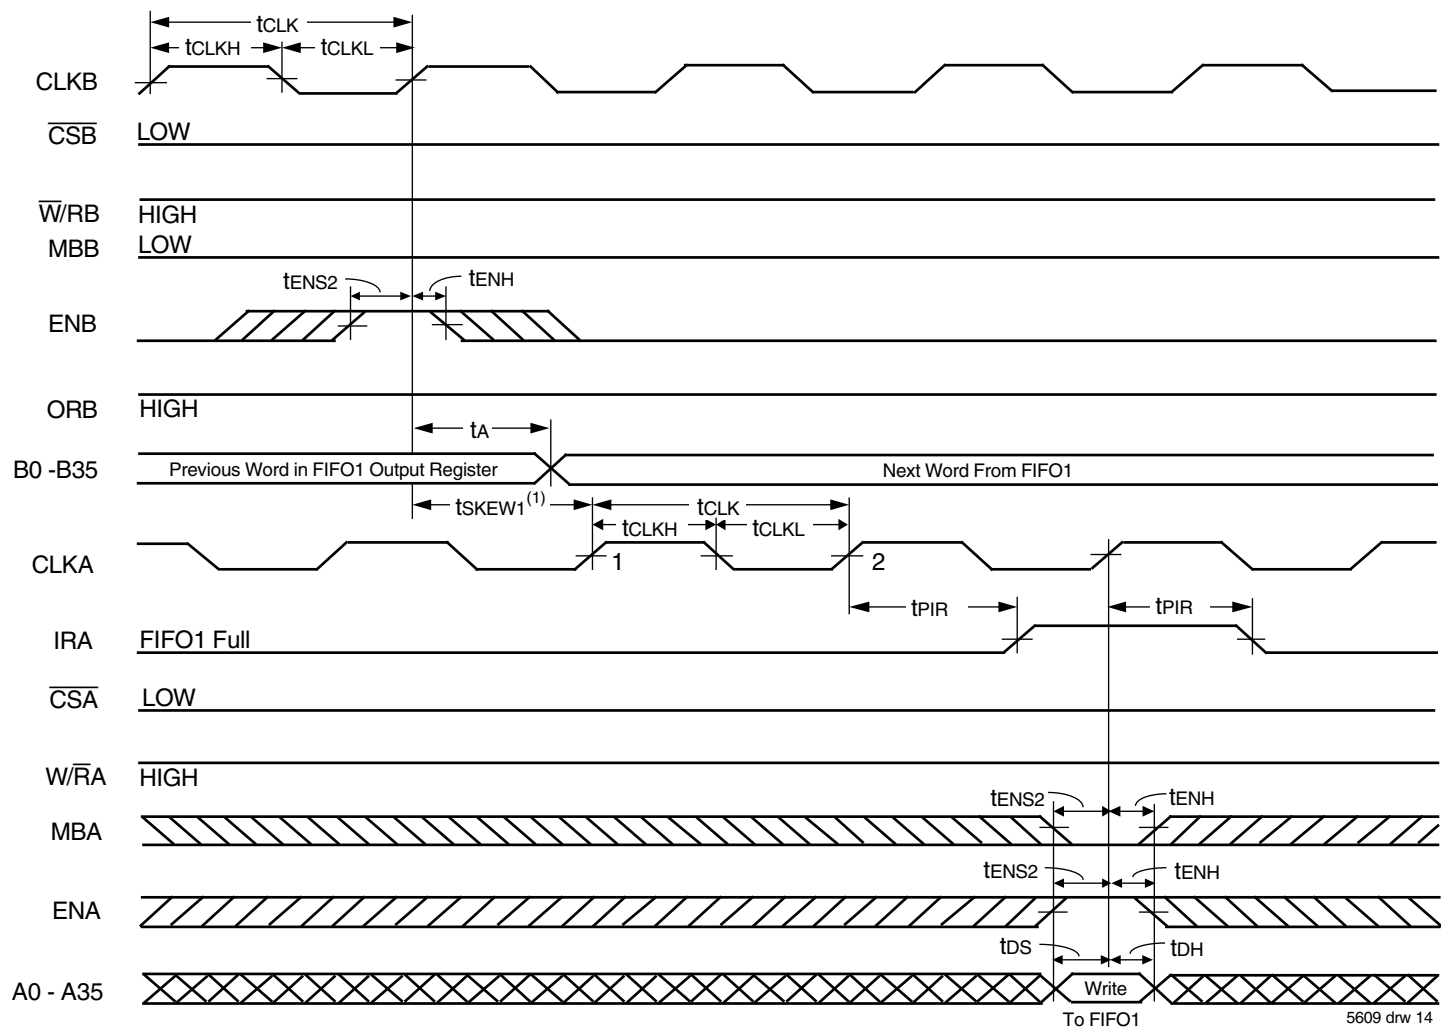 tCLK
tCLKH tCLKL
CLKB
CSB LOW
W/RB HIGH
MBB LOW
tENS2 tENH
ENB
ORB HIGH
tA
B0 -B35 Previous Word in FIFO1 Output Register Next Word From FIFO1
tSKEW1(1) tCLK
tCLKH tCLKL
CLKA 1 2
tPIR tPIR
IRA FIFO1 Full
CSA LOW
W/RA HIGH
tENS2 tENH
MBA
tENS2 tENH
ENA
tDS tDH
A0 - A35 Write
To FIFO1 5609 drw 14